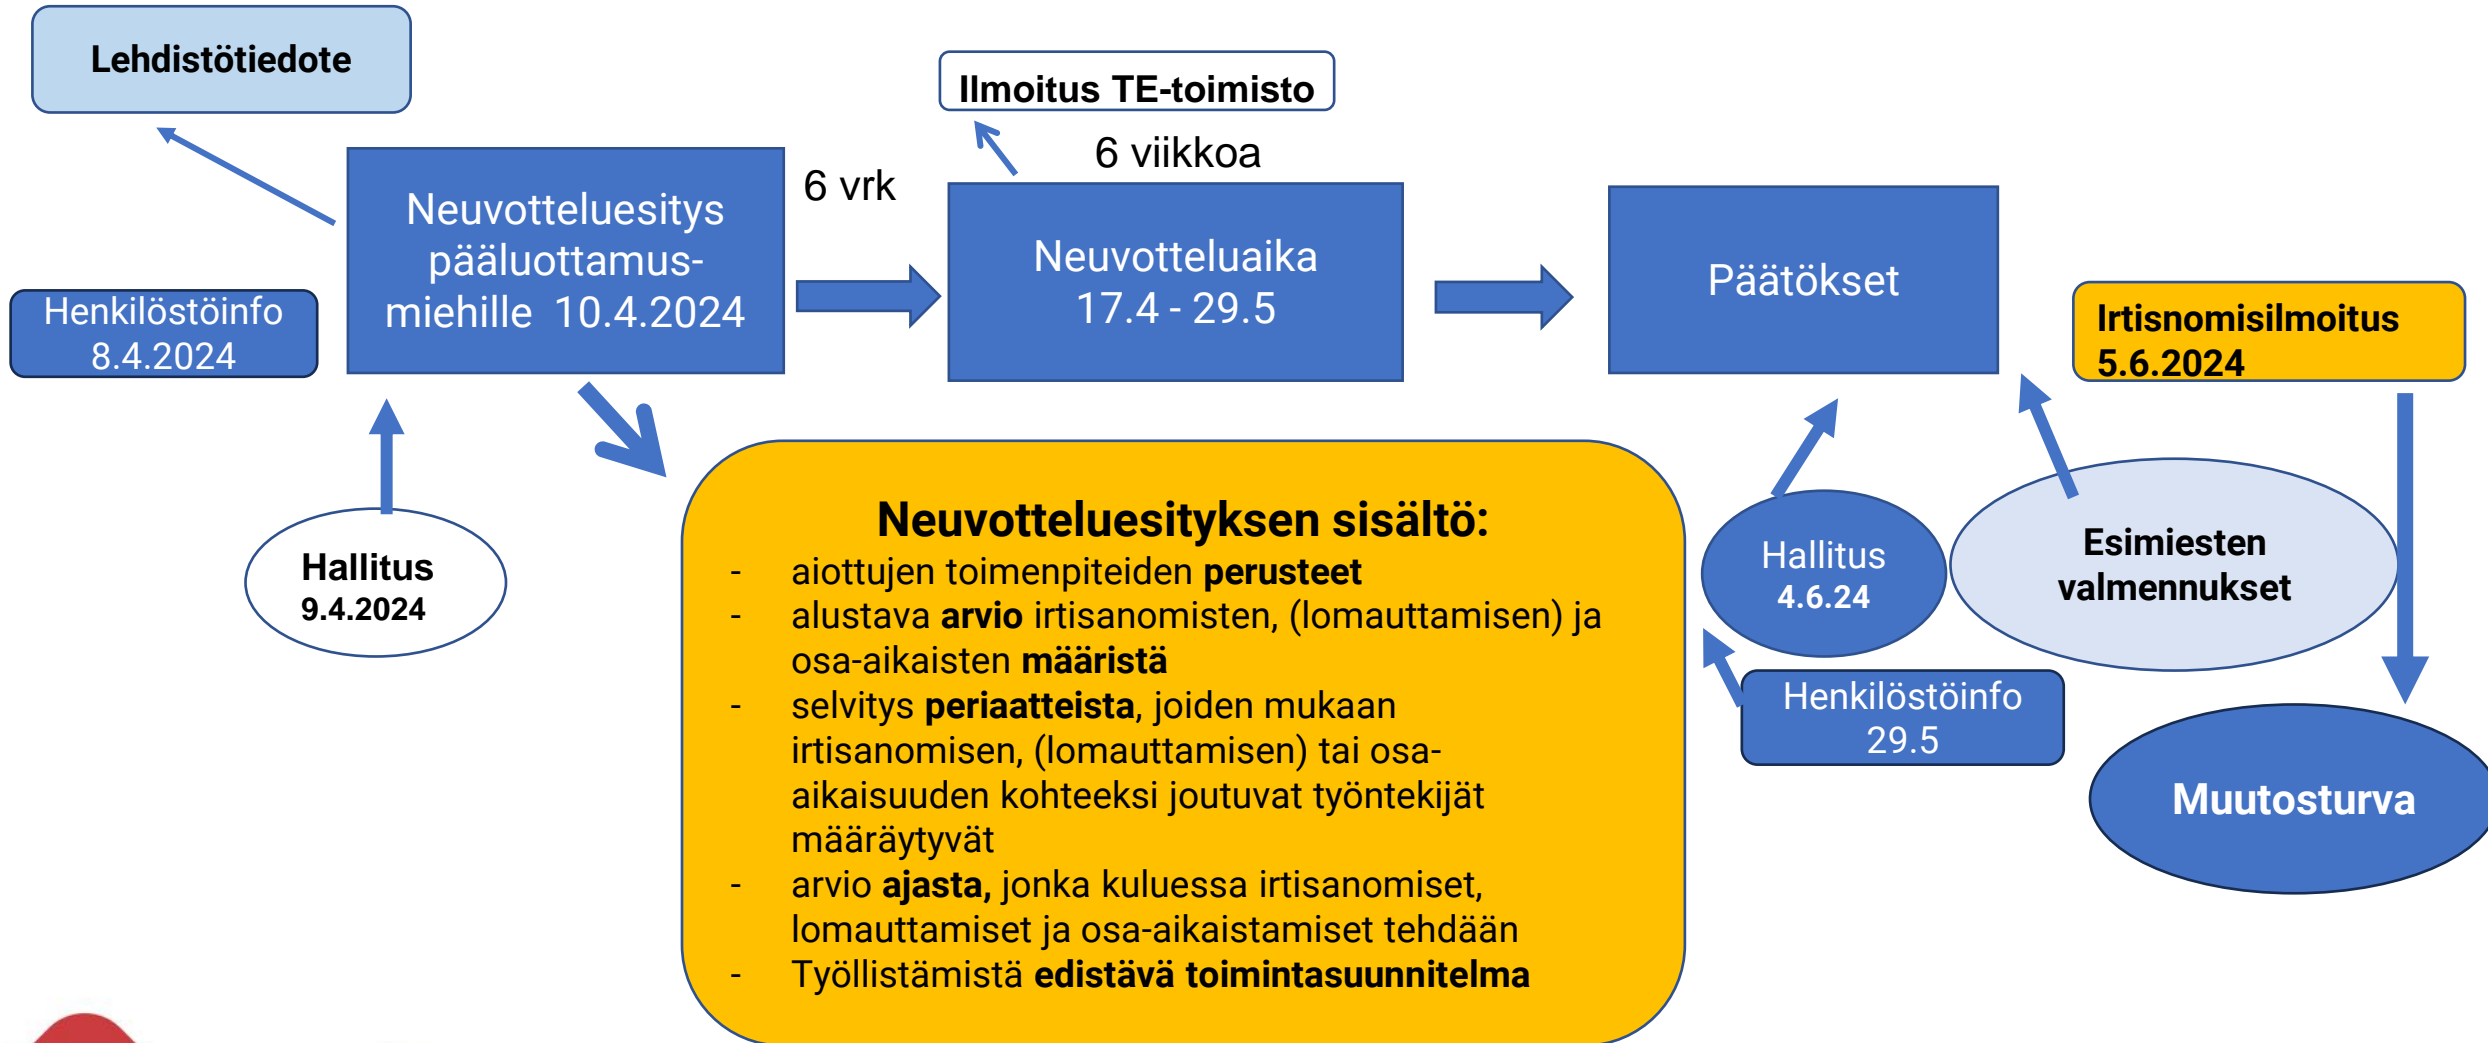 Lehdistötiedote
Ilmoitus TE-toimisto
6 viikkoa
6 vrk
Neuvotteluesitys
pääluottamus-
miehille 10.4.2024
Neuvotteluaika
17.4 - 29.5
Päätökset
Henkilöstöinfo
8.4.2024
Irtisnomisilmoitus
5.6.2024
Hallitus
9.4.2024
Neuvotteluesityksen sisältö:
- aiottujen toimenpiteiden perusteet
- alustava arvio irtisanomisten, (lomauttamisen) ja
osa-aikaisten määristä
- selvitys periaatteista, joiden mukaan
irtisanomisen, (lomauttamisen) tai osa-
aikaisuuden kohteeksi joutuvat työntekijät
määräytyvät
- arvio ajasta, jonka kuluessa irtisanomiset,
lomauttamiset ja osa-aikaistamiset tehdään
- Työllistämistä edistävä toimintasuunnitelma
Hallitus
4.6.24
Esimiesten
valmennukset
Henkilöstöinfo
29.5
Muutosturva